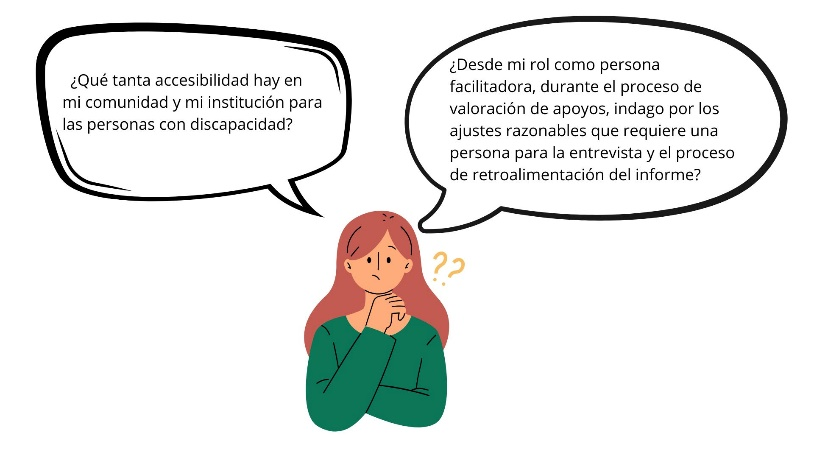 ¿Qué tanta accesibilidad hay en
mi comunidad y mi institución para
las personas con discapacidad?
¿Desde mi rol como persona
facilitadora, durante el proceso de
valoración de apoyos, indago por los
ajustes razonables que requiere una
persona para la entrevista y el proceso
de retroalimentación del informe?
??